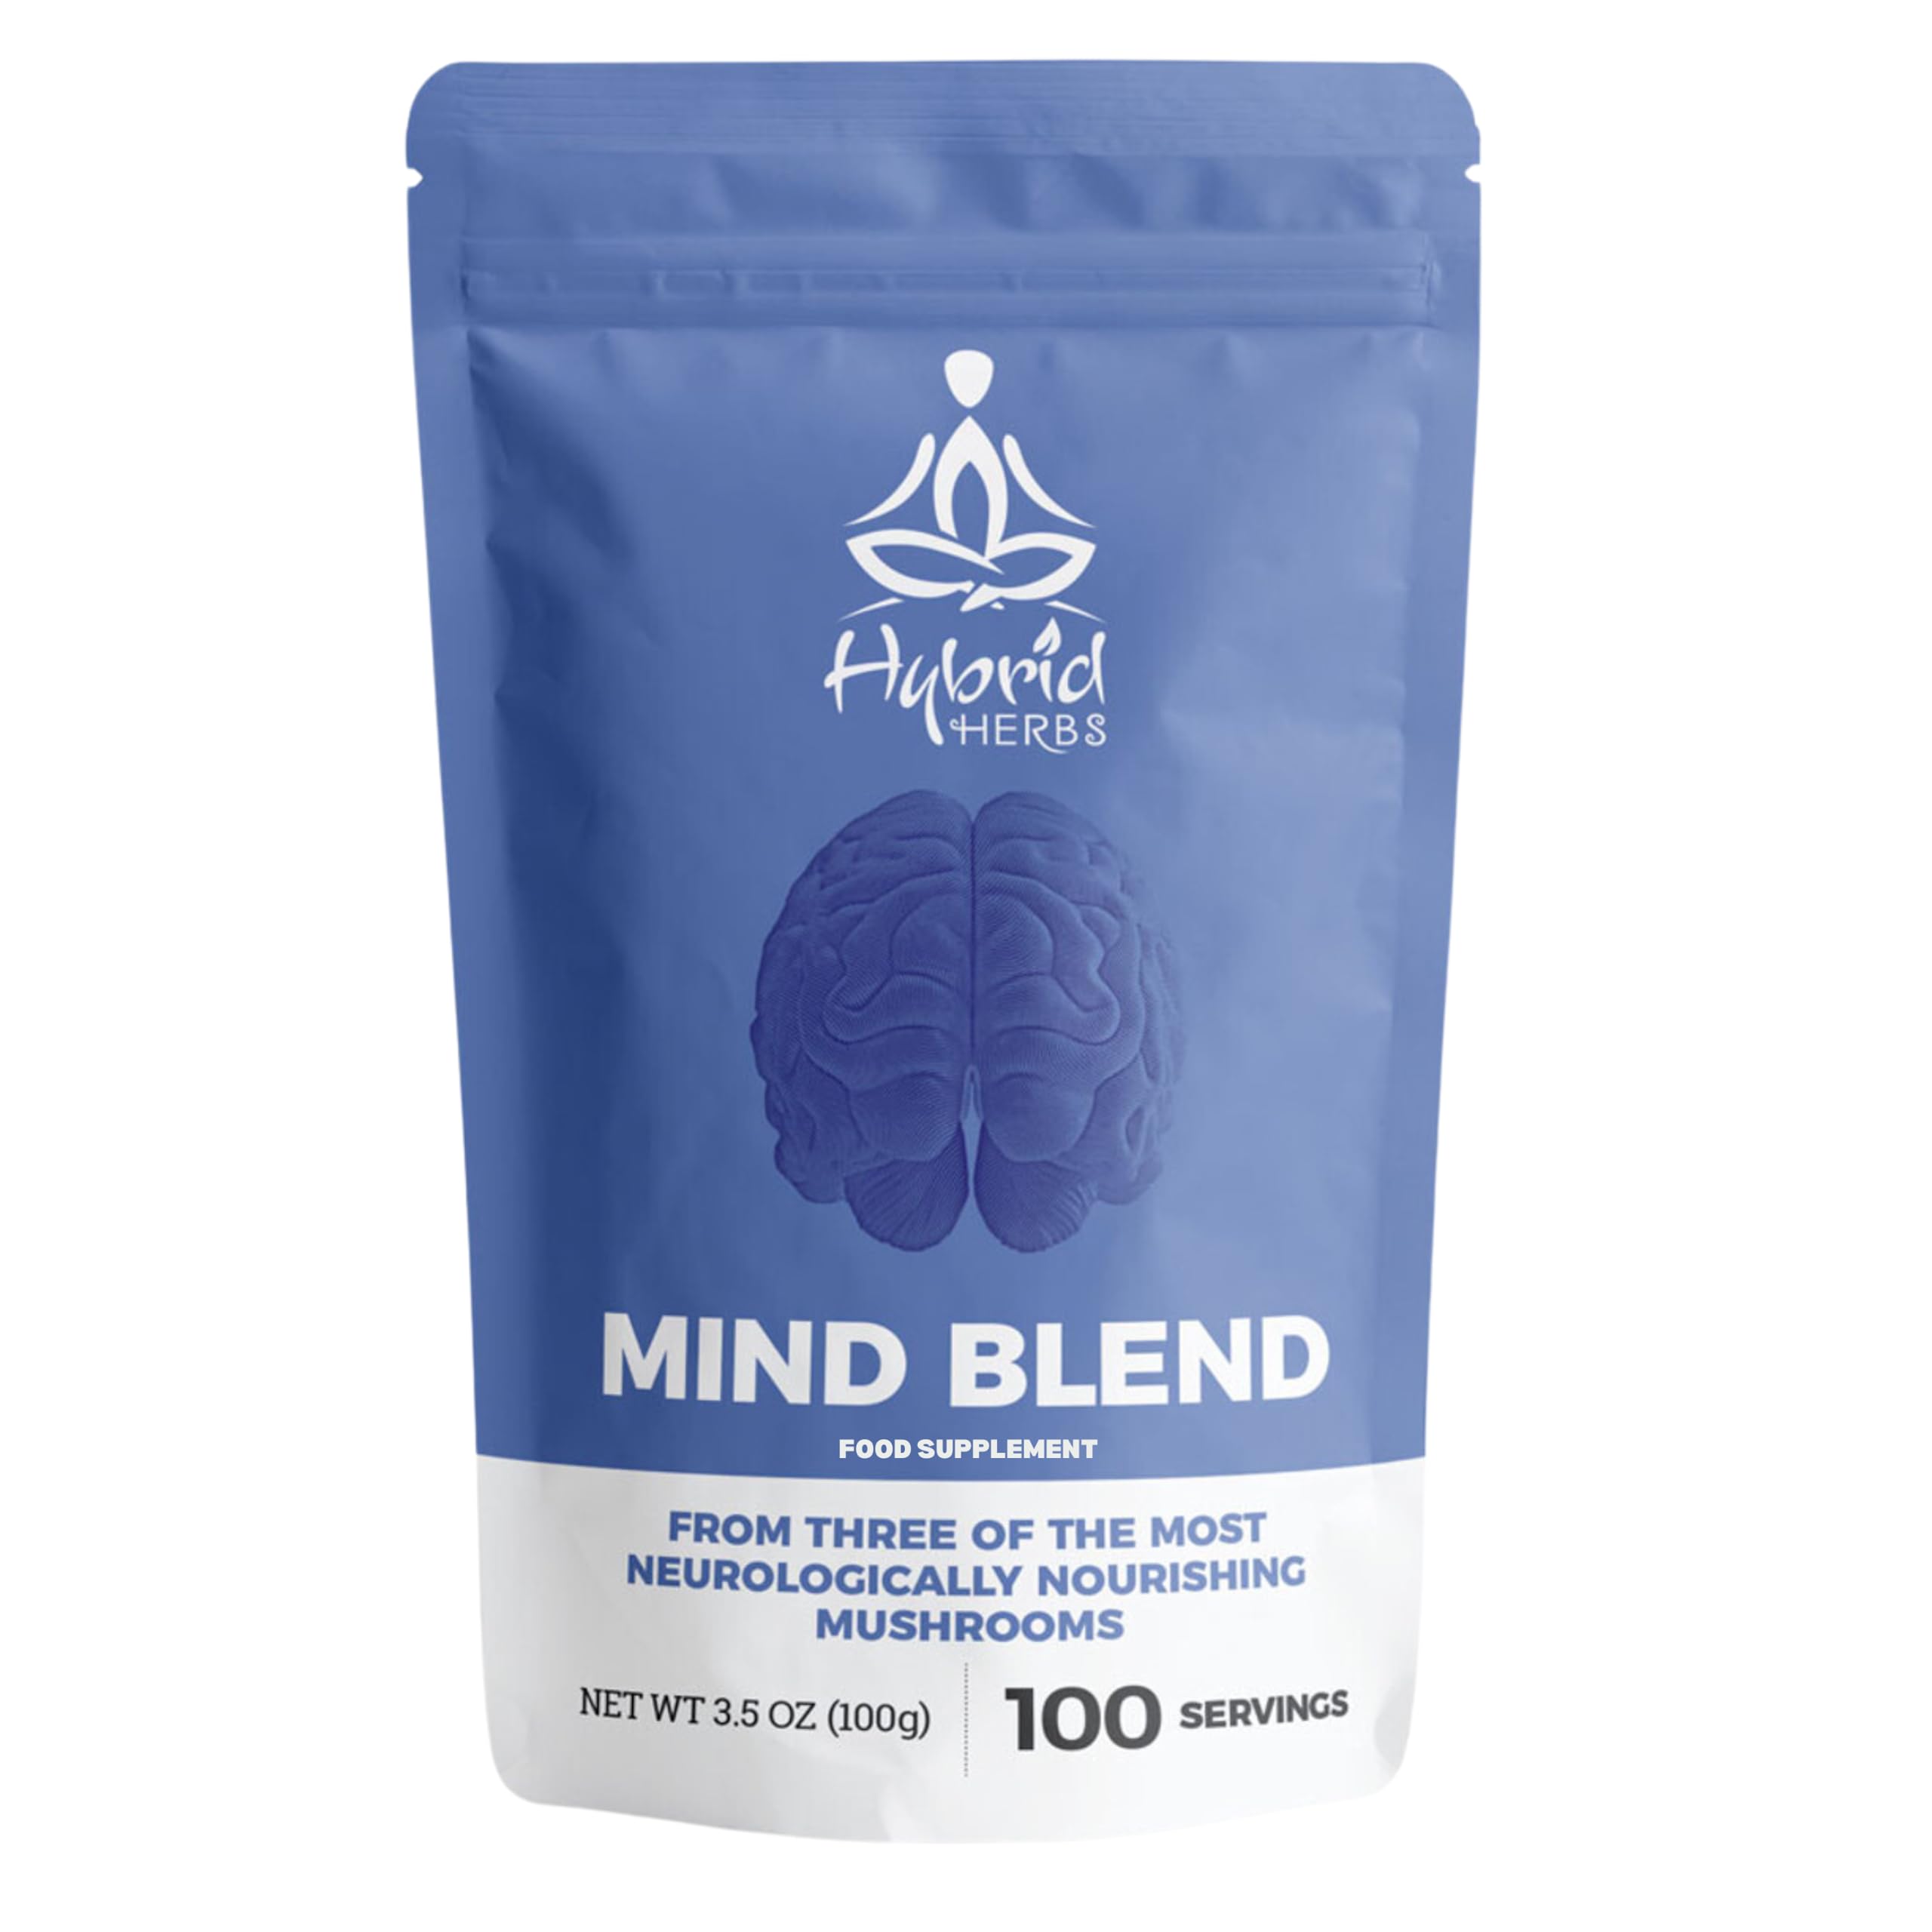 Hybrid
HERBS
MIND BLEND
FOOD SUPPLEMENT
FROM THREE OF THE MOST
NEUROLOGICALLY NOURISHING
MUSHROOMS
NET WT 3.5 OZ (100g)
100 SERVINGS